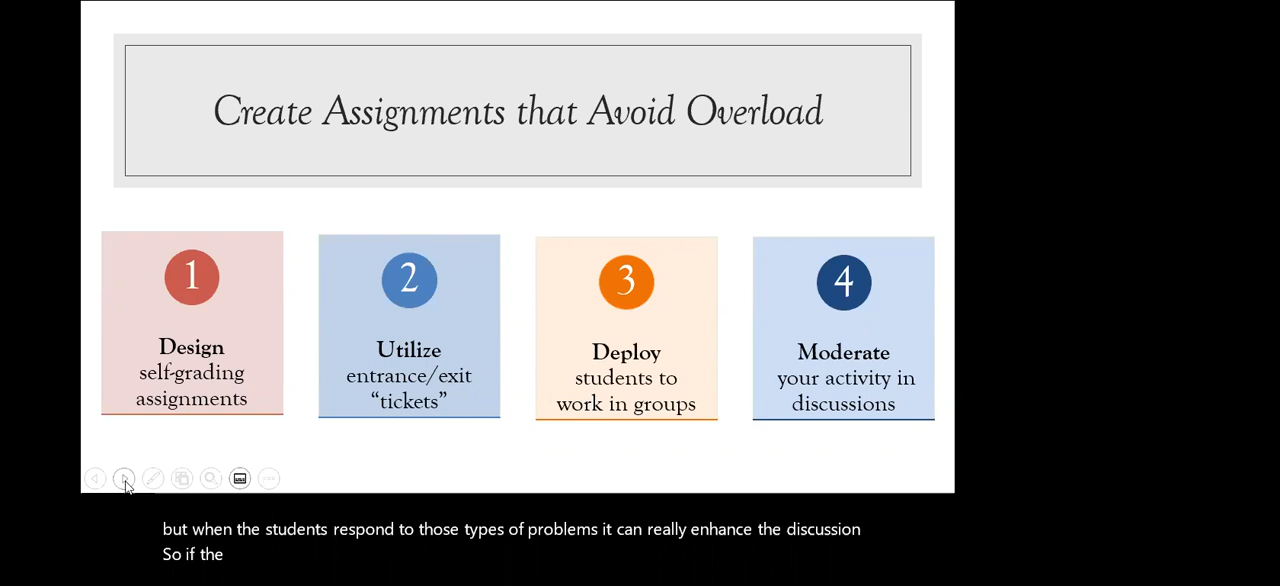 Create Assignments that Avoid Overload
1
Design
self-grading
assignments
2
Utilize
entrance/exit
“tickets”
3
Deploy
students to
work in groups
4
Moderate
your activity in
discussions
but when the students respond to those types of problems it can really enhance the discussion
So if the